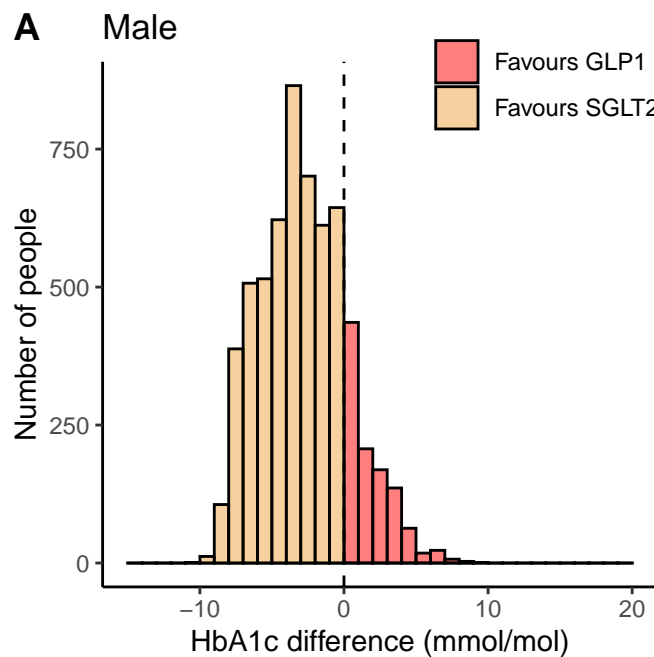 A Male
Favours GLP1
Favours SGLT2
750
500
250
0
Number of people
−10 0 10 20
HbA1c difference (mmol/mol)